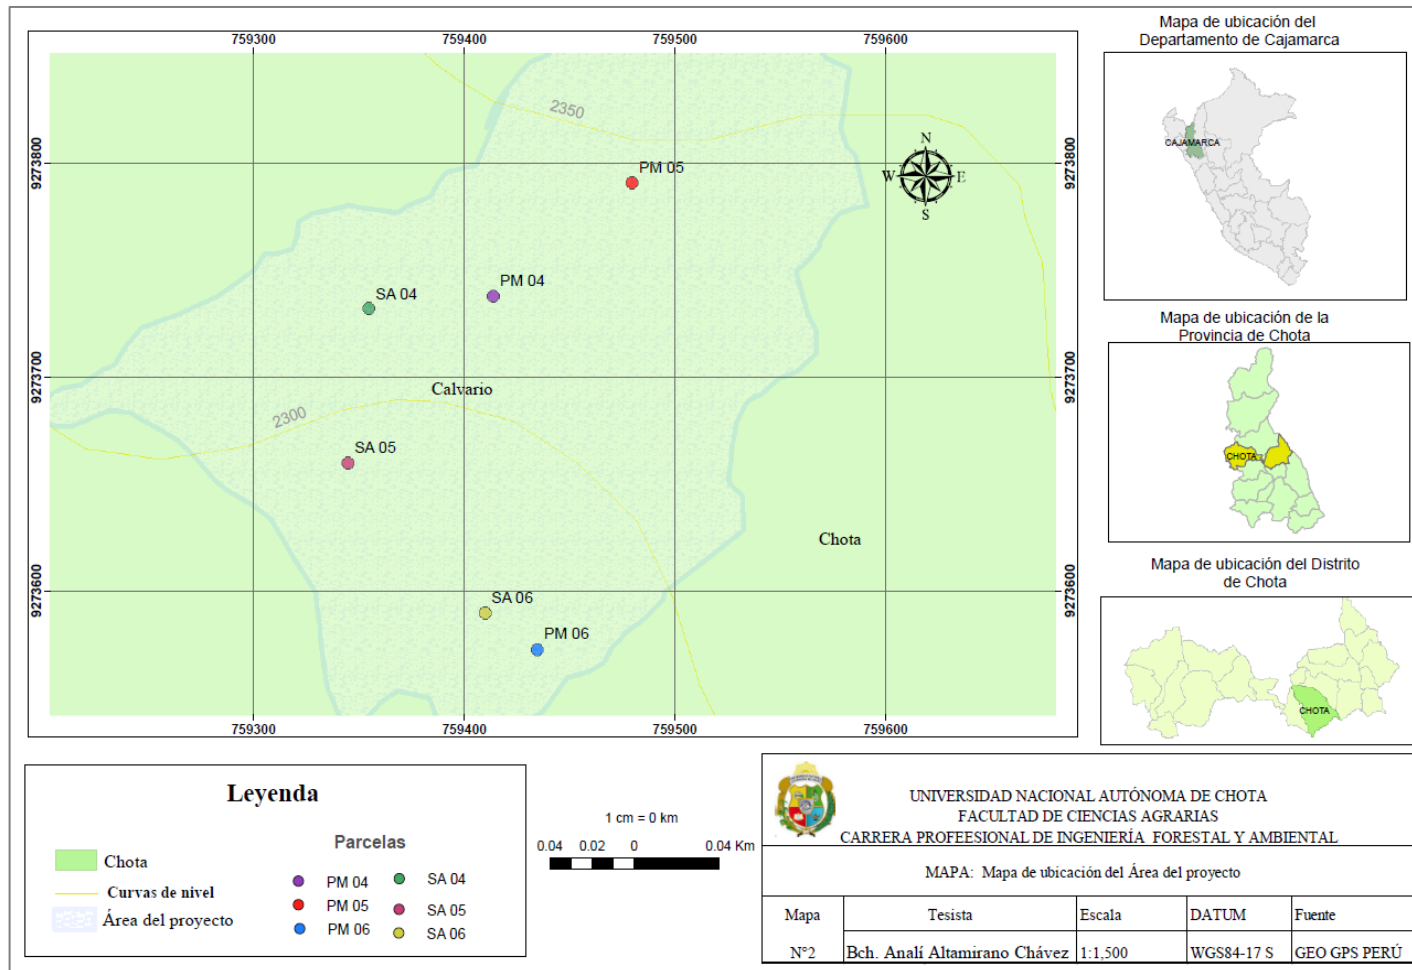 759300
759400
759500
759600
9273800
9273700
9273600
2350
PM 05
N
W
E
S
PM 04
SA 04
Calvario
2300
SA 05
Chota
SA 06
PM 06
9273800
9273700
9273600
759300
759400
759500
759600
Mapa de ubicación del
Departamento de Cajamarca
CAJAMARCA
Mapa de ubicación de la
Provincia de Chota
CHOTA
Mapa de ubicación del Distrito
de Chota
CHOTA
Leyenda
Parcelas
Chota
Curvas de nivel
Área del proyecto
PM 04
PM 05
PM 06
SA 04
SA 05
SA 06
1 cm = 0 km
0.04 0.02 0 0.04 Km
UNIVERSIDAD NACIONAL AUTÓNOMA DE CHOTA
FACULTAD DE CIENCIAS AGRARIAS
CARRERA PROFEESIONAL DE INGENIERÍA FORESTAL Y AMBIENTAL
MAPA: Mapa de ubicación del Área del proyecto
Mapa Tesista Escala DATUM Fuente
N°2 Bch. Analí Altamirano Chávez 1:1,500 WGS84-17 S GEO GPS PERÚ